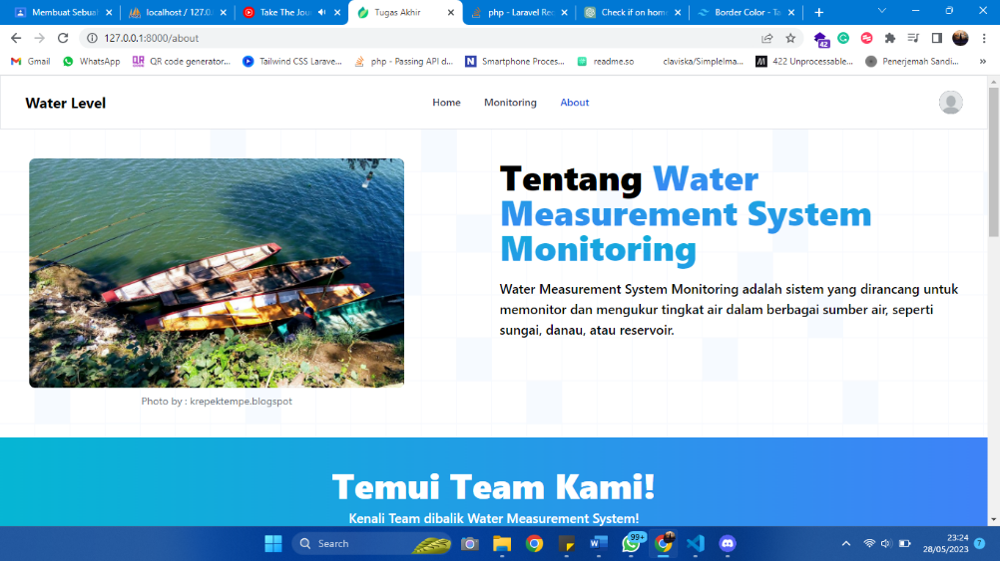 Membuat Sebual
localhost / 127.0.
Take The Jour
Tugas Akhir
php - Laravel Red
Check if on home
Border Color - Ta
127.0.0.1:8000/about
42
Gmail
WhatsApp
QR code generator...
Tailwind CSS Larave...
php - Passing API d...
Smartphone Proces...
readme.so
claviska/SimpleIma...
422 Unprocessable...
Penerjemah Sandi...
Water Level
Home
Monitoring
About
Tentang Water
Measurement System
Monitoring
Water Measurement System Monitoring adalah sistem yang dirancang untuk
memonitor dan mengukur tingkat air dalam berbagai sumber air, seperti
sungai, danau, atau reservoir.
Photo by : krepektempe.blogspot
Temui Team Kami!
Kenali Team dibalik Water Measurement System!
Search
99+
23:24
28/05/2023
7